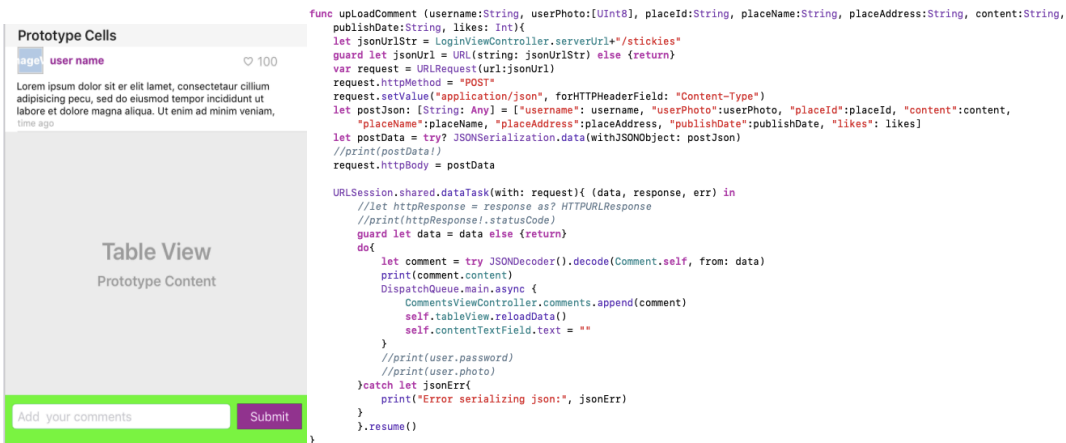 Prototype Cells
user name
100
Lorem ipsum dolor sit er elit lamet, consectetaur cillium
adipisicing pecu, sed do eiusmod tempor incididunt ut
labore et dolore magna aliqua. Ut enim ad minim veniam,
time ago
Table View
Prototype Content
Add  your comments
Submit
func upLoadComment (username:String, userPhoto:[UInt8], placeId:String, placeName:String, placeAddress:String, content:String,
publishDate:String, likes: Int){
let jsonUrlStr = LoginViewController.serverUrl+"/stickies"
guard let jsonUrl = URL(string: jsonUrlStr) else {return}
var request = URLRequest(url:jsonUrl)
request.httpMethod = "POST"
request.setValue("application/json", forHTTPHeaderField: "Content-Type")
let postJson: [String: Any] = ["username": username, "userPhoto":userPhoto, "placeId":placeId, "content":content,
"placeName":placeName, "placeAddress":placeAddress, "publishDate":publishDate, "likes": likes]
let postData = try? JSONSerialization.data(withJSONObject: postJson)
//print(postData!)
request.httpBody = postData
URLSession.shared.dataTask(with: request){ (data, response, err) in
//let httpResponse = response as? HTTPURLResponse
//print(httpResponse!.statusCode)
guard let data = data else {return}
do{
let comment = try JSONDecoder().decode(Comment.self, from: data)
print(comment.content)
DispatchQueue.main.async {
CommentsViewController.comments.append(comment)
self.tableView.reloadData()
self.contentTextField.text = ""
}
//print(user.password)
//print(user.photo)
}catch let jsonErr{
print("Error serializing json:", jsonErr)
}
}.resume()
}